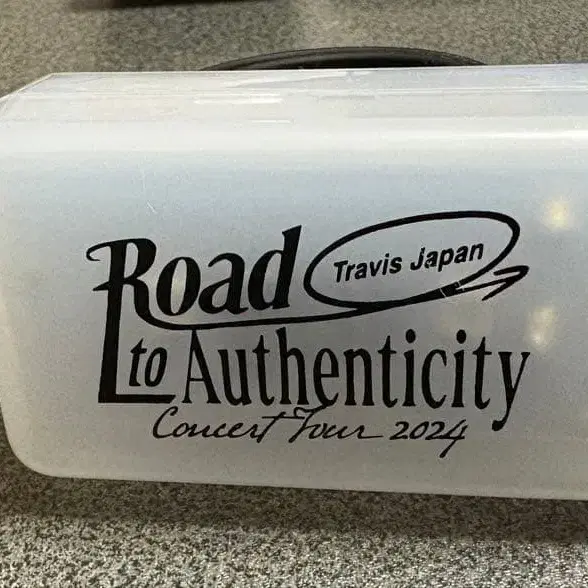 Road
Travis Japan
to Authenticity
Concert Tour 2024